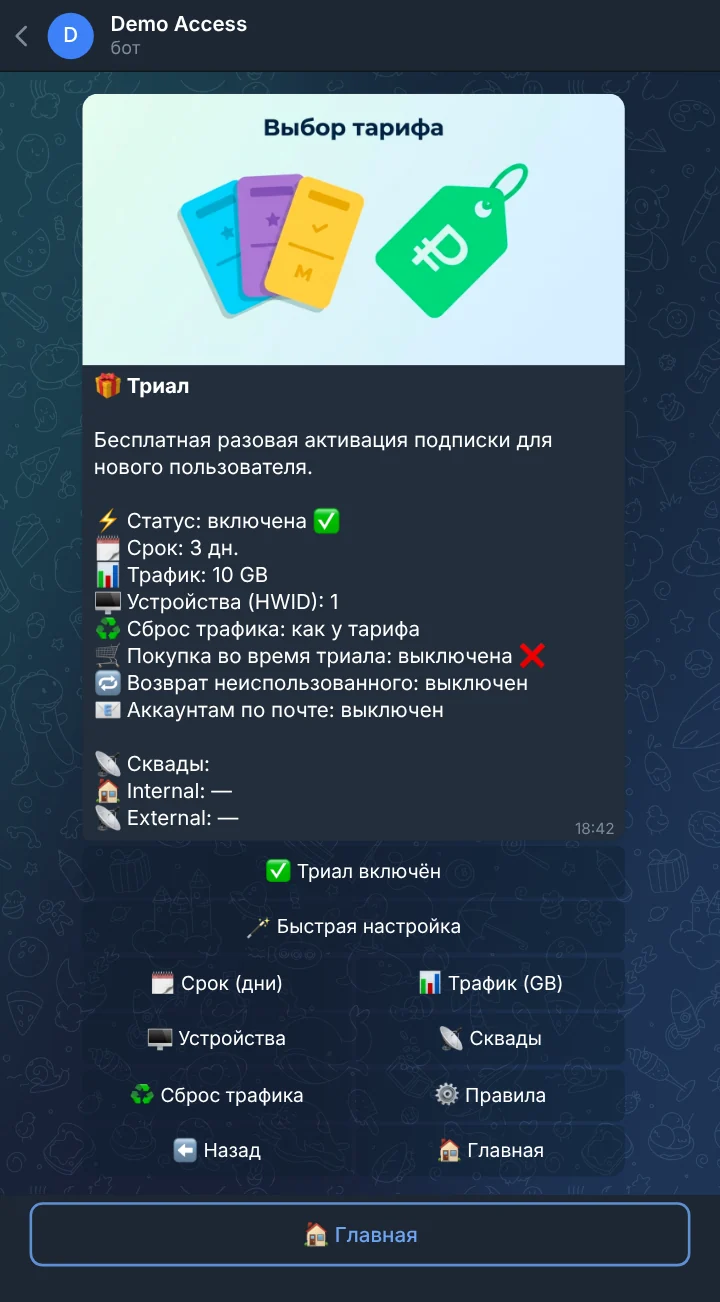 D
Demo Access
бот
Выбор тарифа
M
🎁 Триал
Бесплатная разовая активация подписки для
нового пользователя.
⚡ Статус: включена ✅
🗓 Срок: 3 дн.
📊 Трафик: 10 GB
🖥 Устройства (HWID): 1
♻️ Сброс трафика: как у тарифа
🛒 Покупка во время триала: выключена ❌
🔁 Возврат неиспользованного: выключен
📧 Аккаунтам по почте: выключен
📡 Сквады:
🏠 Internal: —
📡 External: —
18:42
✅ Триал включён
🪄 Быстрая настройка
🗓 Срок (дни)
📊 Трафик (GB)
🖥 Устройства
📡 Сквады
♻️ Сброс трафика
⚙️ Правила
⬅️ Назад
🏠 Главная
🏠 Главная